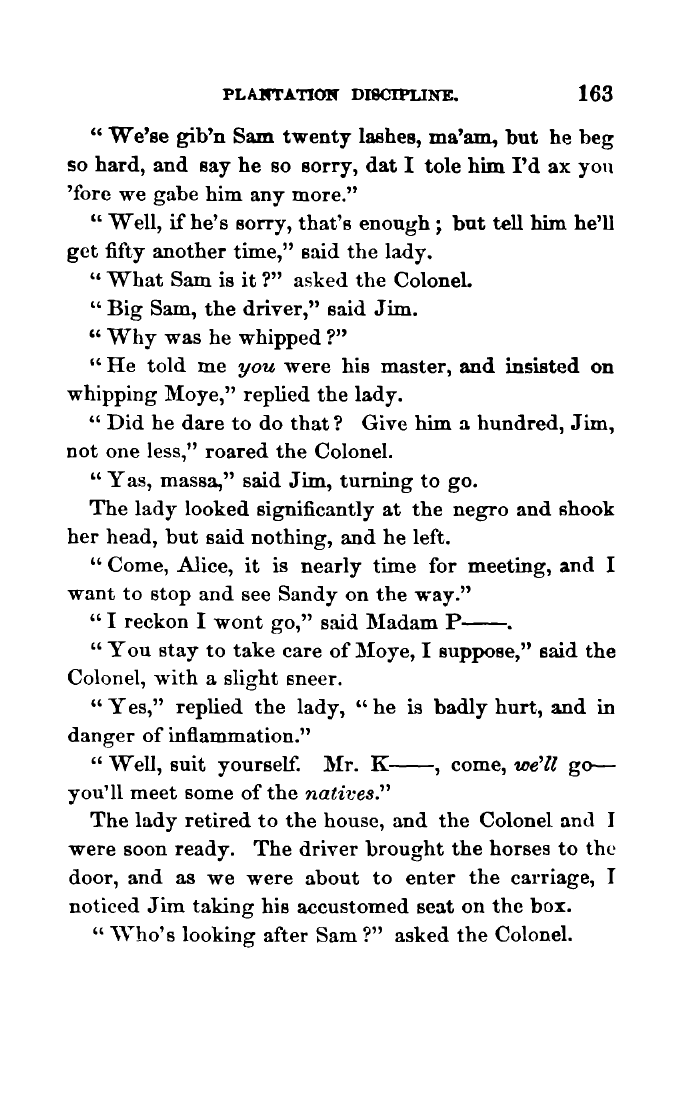 PLANTATION DISCIPLINE. 163
“ We’se gib’n Sam twenty lashes, ma’am, but he beg
so hard, and say he so sorry, dat I tole him I’d ax you
’fore we gabe him any more.”
“ Well, if he’s sorry, that’s enough ; but tell him he’ll
get fifty another time,” said the lady.
“ What Sam is it ?” asked the Colonel.
“ Big Sam, the driver,” said Jim.
“ Why was he whipped ?”
“ He told me you were his master, and insisted on
whipping Moye,” replied the lady.
“ Did he dare to do that ? Give him a hundred, Jim,
not one less,” roared the Colonel.
“ Yas, massa,” said Jim, turning to go.
The lady looked significantly at the negro and shook
her head, but said nothing, and he left.
“ Come, Alice, it is nearly time for meeting, and I
want to stop and see Sandy on the way.”
“ I reckon I wont go,” said Madam P——.
“ You stay to take care of Moye, I suppose,” said the
Colonel, with a slight sneer.
“ Yes,” replied the lady, “ he is badly hurt, and in
danger of inflammation.”
“ Well, suit yourself. Mr. K——, come, we’ll go—
you’ll meet some of the natives.”
The lady retired to the house, and the Colonel and I
were soon ready. The driver brought the horses to the
door, and as we were about to enter the carriage, I
noticed Jim taking his accustomed seat on the box.
“ Who’s looking after Sam ?” asked the Colonel.